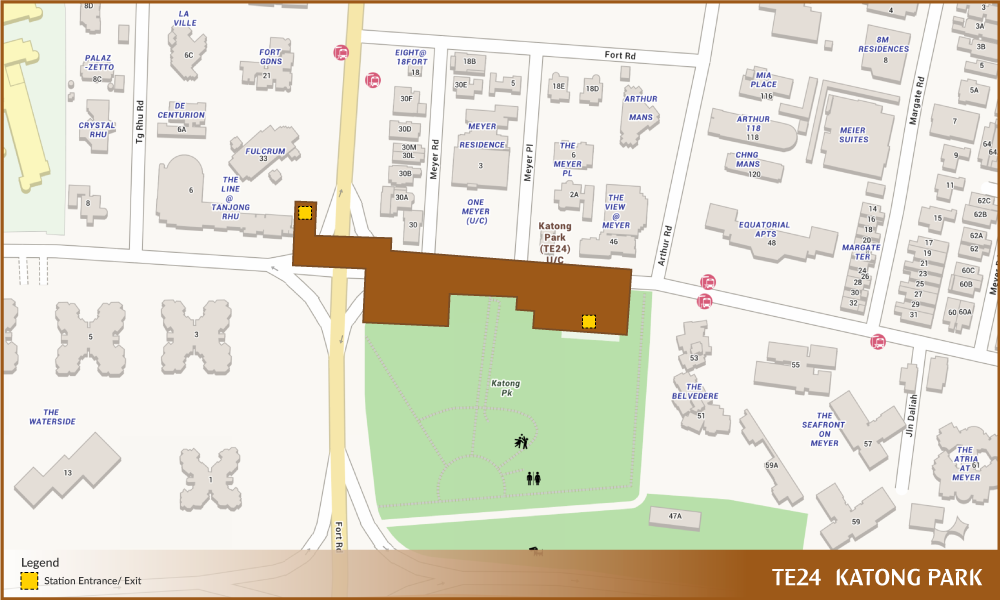 8D
LA
VILLE
6C
PALAZ
-ZETTO
8C
FORT
GDNS
21
DE
CENTURION
6A
CRYSTAL
RHU
Tg Rhu Rd
FULCRUM
33
6
THE
LINE
@
TANJONG
RHU
8
EIGHT@
18FORT
18
30F
30D
30M
30L
30B
30A
30
Meyer Rd
18B
30E
5
MEYER
RESIDENCE
3
ONE
MEYER
(U/C)
Meyer Pl
Fort Rd
18E
18D
ARTHUR
MANS
THE
6
MEYER
PL
2A
THE
VIEW
@
MEYER
46
Katong
Park
(TE24)
U/C
Arthur Rd
4
8M
RESIDENCES
8
MIA
PLACE
116
ARTHUR
118
118
CHNG
MANS
120
MEIER
SUITES
Margate Rd
EQUATORIAL
APTS
48
MARGATE
TER
14
16
18
20
24
26
28
30
32
3
3A
3B
5
5A
7
9
11
15
17
19
21
23
25
27
29
31
64
64
62C
62B
62A
62
60C
60B
60
60A
Meyer R
5
3
THE
WATERSIDE
13
1
Katong
Pk
Fort Rd
53
THE
BELVEDERE
51
55
THE
SEAFRONT
ON
MEYER
57
59A
59
Jln Daliah
THE
ATRIA
AT
MEYER
61
47A
Legend
Station Entrance/ Exit
TE24 KATONG PARK